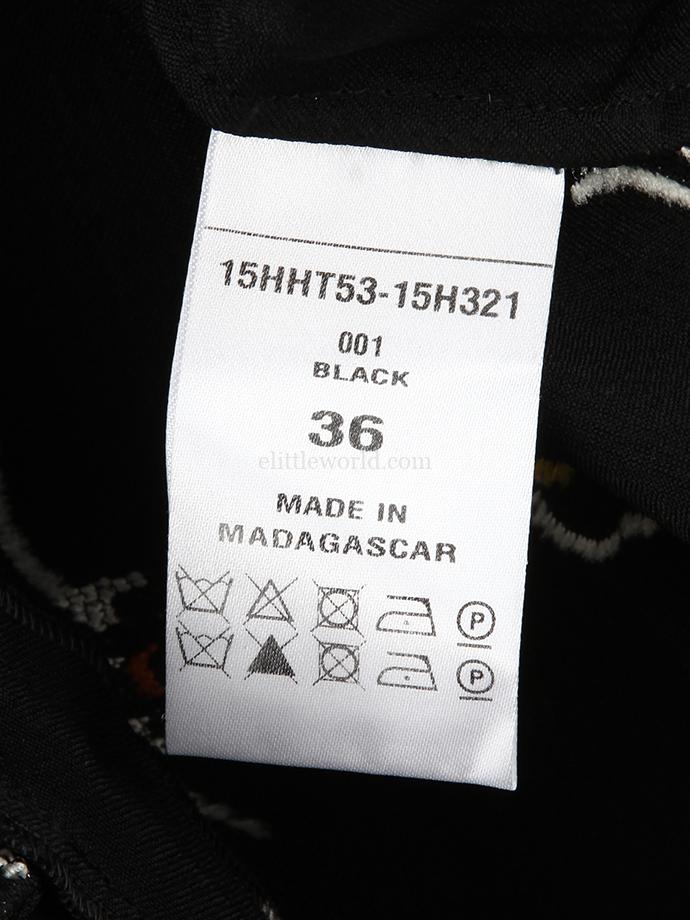 15HHT53-15H321
001
BLACK
36
elittleworld.com
MADE IN
MADAGASCAR
P
P